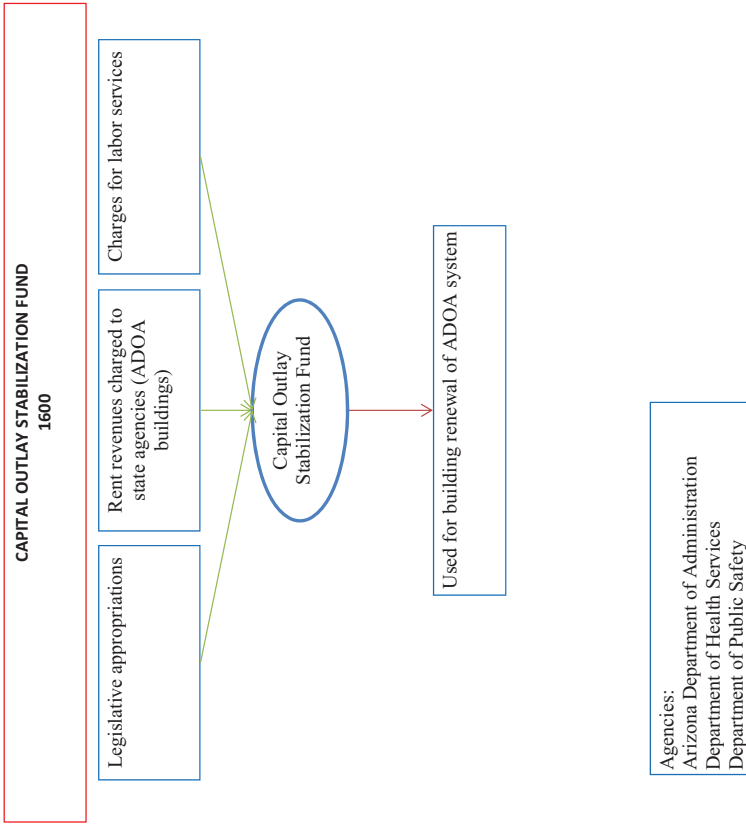 CAPITAL OUTLAY STABILIZATION FUND
1600
Legislative appropriations
Rent revenues charged to
state agencies (ADOA
buildings)
Charges for labor services
Capital Outlay
Stabilization Fund
Used for building renewal of ADOA system
Agencies:
Arizona Department of Administration
Department of Health Services
Department of Public Safety